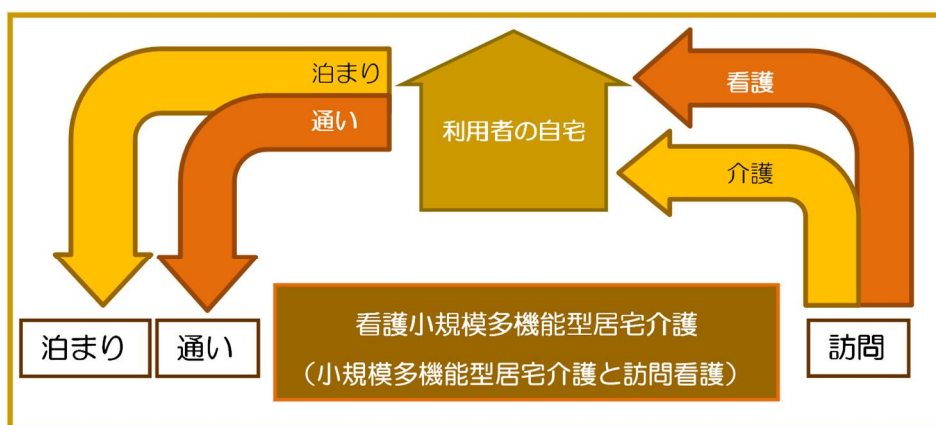 泊まり
通い
利用者の自宅
看護
介護
泊まり
通い
看護小規模多機能型居宅介護
（小規模多機能型居宅介護と訪問看護）
訪問